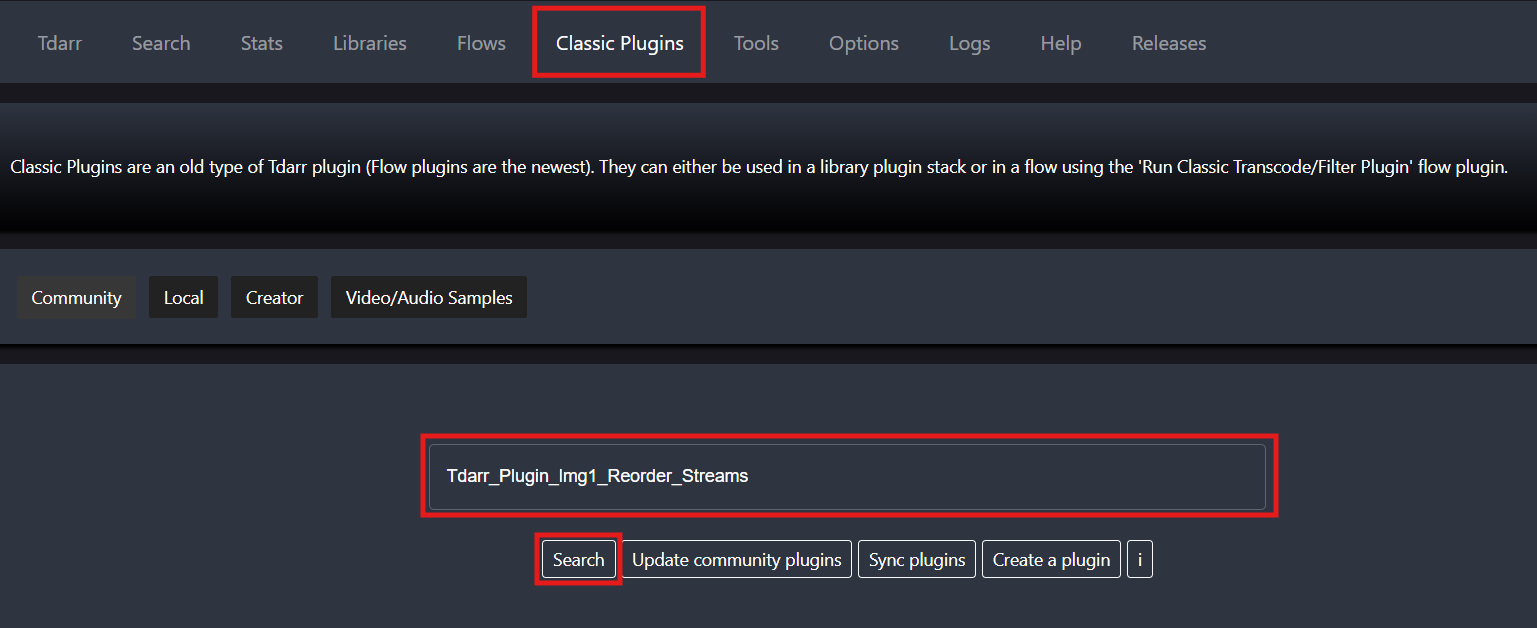 Tdarr Search Stats Libraries Flows Classic Plugins Tools Options Logs Help Releases
Classic Plugins are an old type of Tdarr plugin (Flow plugins are the newest). They can either be used in a library plugin stack or in a flow using the 'Run Classic Transcode/Filter Plugin' flow plugin.
Community Local Creator Video/Audio Samples
Tdarr_Plugin_lmg1_Reorder_Streams
Search Update community plugins Sync plugins Create a plugin i